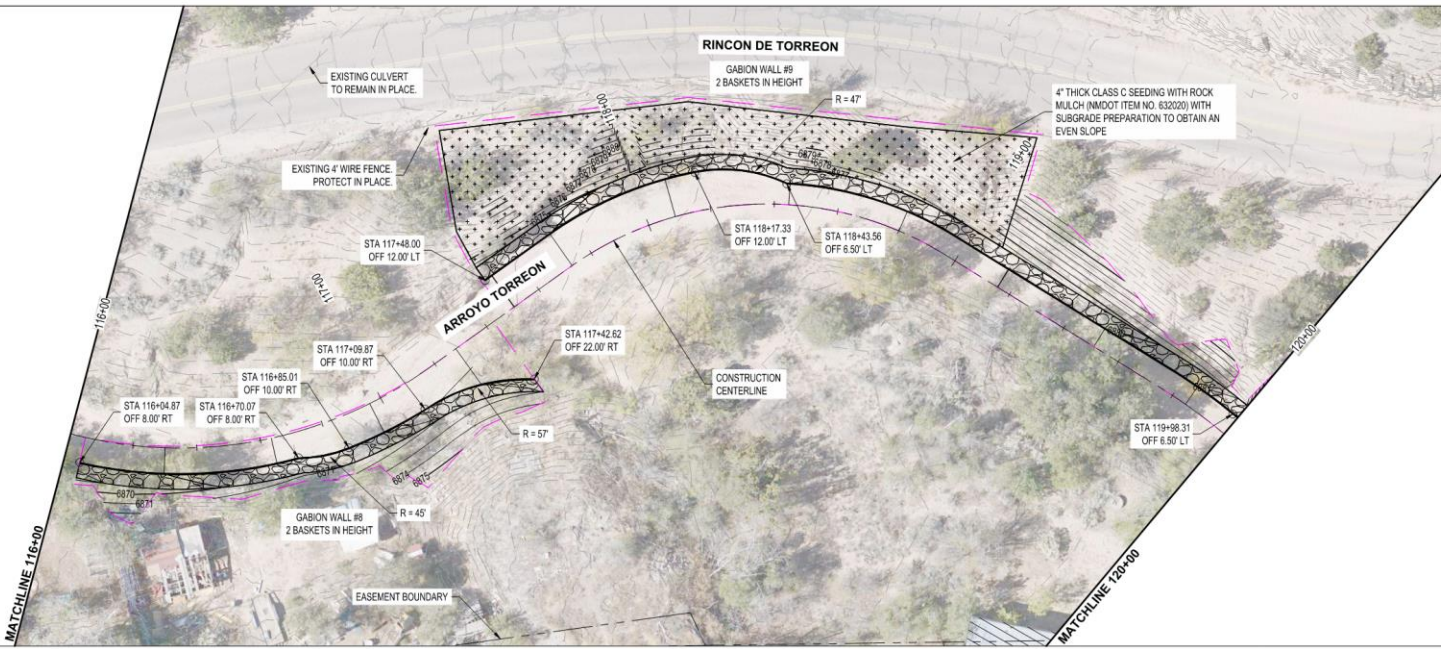 RINCON DE TORREON
GABION WALL #9
2 BASKETS IN HEIGHT
EXISTING CULVERT
TO REMAIN IN PLACE.
R = 47'
4" THICK CLASS C SEEDING WITH ROCK
MULCH (NMDOT ITEM NO. 632020) WITH
SUBGRADE PREPARATION TO OBTAIN AN
EVEN SLOPE
118+00
119+00
EXISTING 4' WIRE FENCE.
PROTECT IN PLACE.
6879
6878
STA 117+48.00
OFF 12.00' LT
STA 118+17.33
OFF 12.00' LT
STA 118+43.56
OFF 6.50' LT
ARROYO TORREON
117+00
116+00
120+00
STA 117+42.62
OFF 22.00' RT
STA 117+09.87
OFF 10.00' RT
STA 116+85.01
OFF 10.00' RT
STA 116+70.07
OFF 8.00' RT
STA 116+04.87
OFF 8.00' RT
CONSTRUCTION
CENTERLINE
R = 57'
STA 119+98.31
OFF 6.50' LT
6870
6871
6874
6875
R = 45'
GABION WALL #8
2 BASKETS IN HEIGHT
EASEMENT BOUNDARY
MATCHLINE 116+00
MATCHLINE 120+00